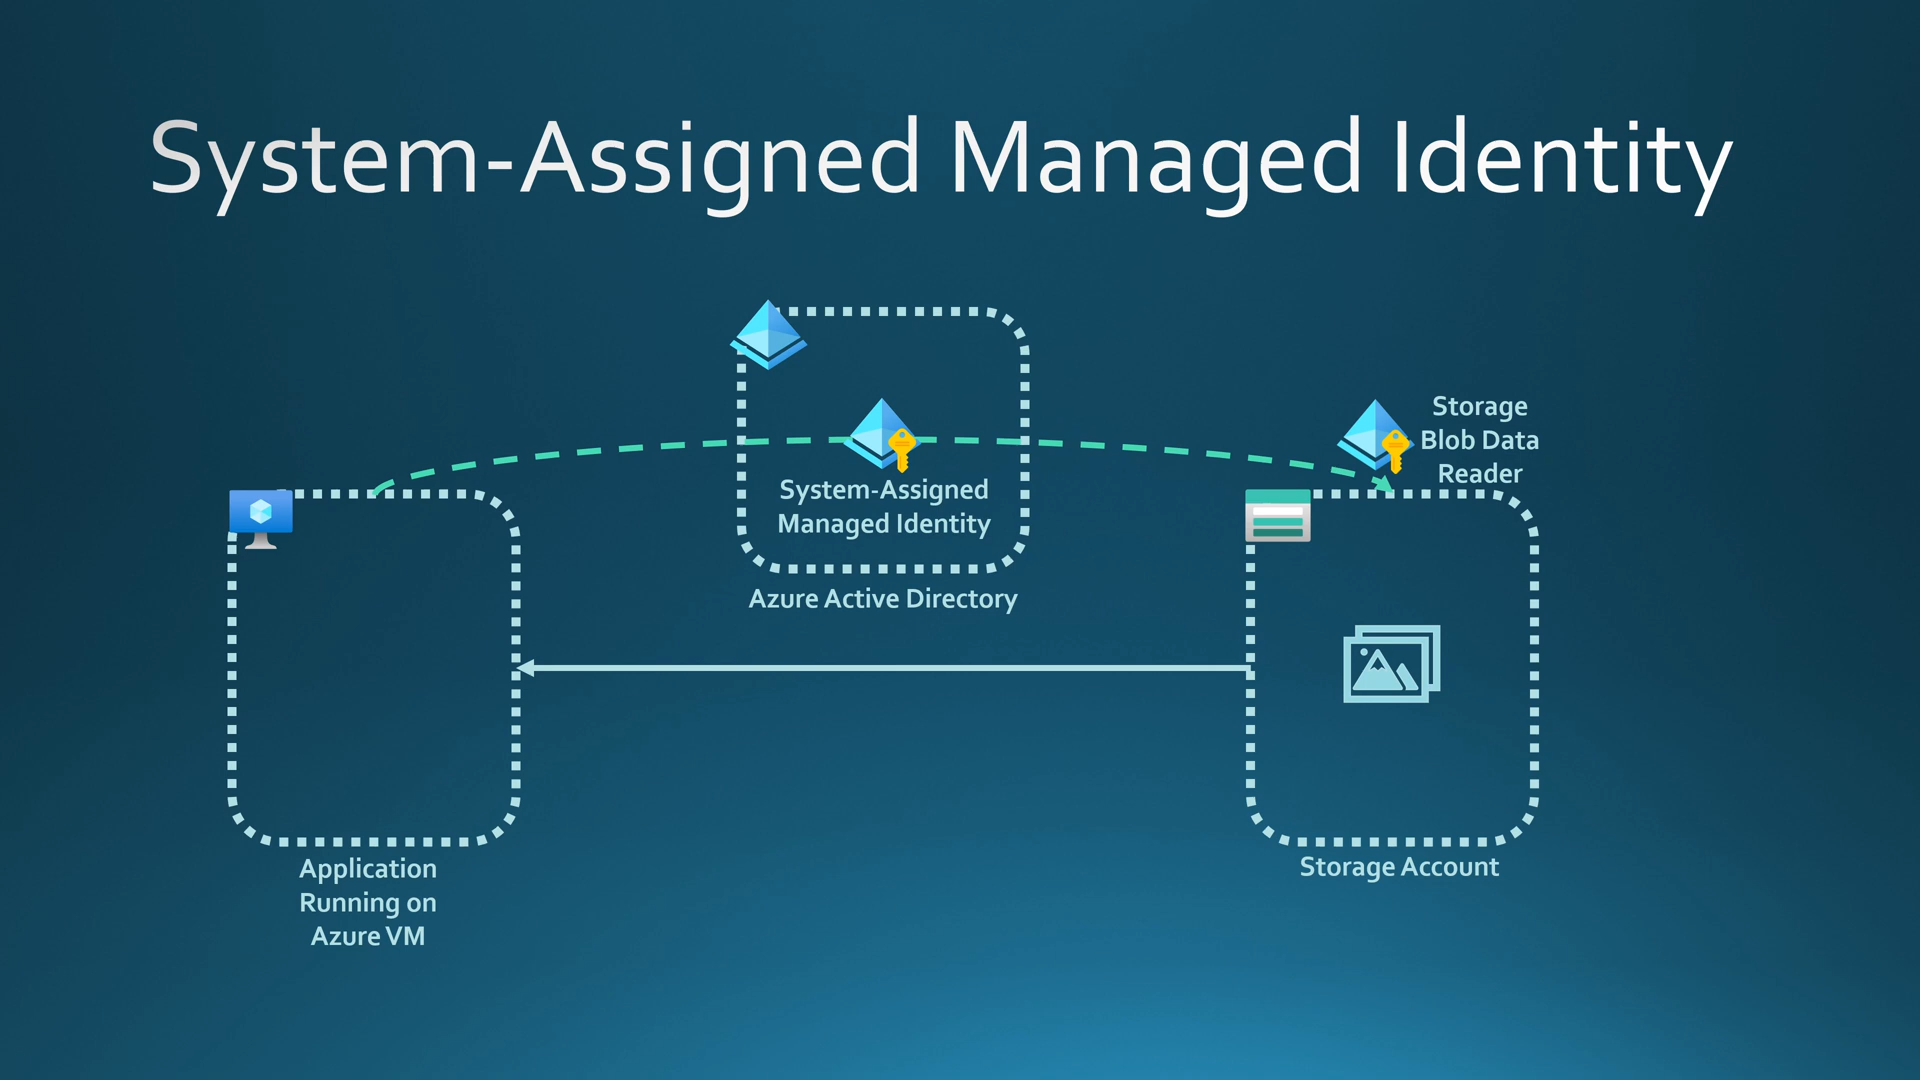 System-Assigned Managed Identity
Storage
Blob Data
Reader
System-Assigned
Managed Identity
Azure Active Directory
Application
Running on
Azure VM
Storage Account